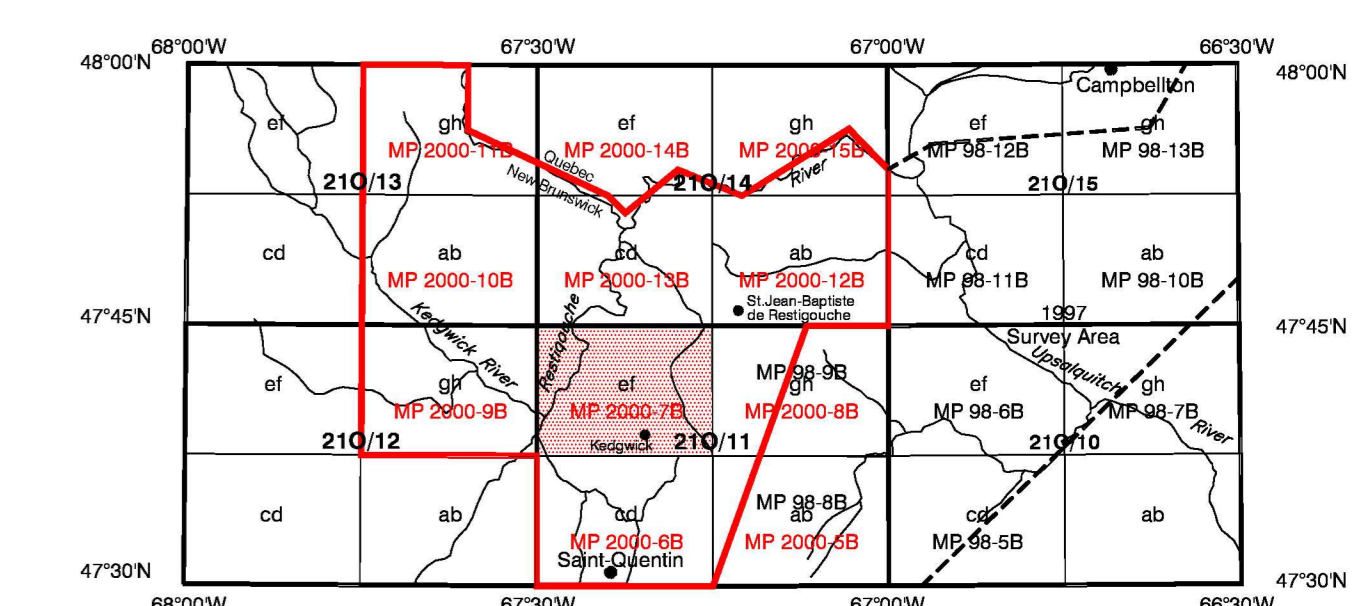 68°00'W 67°30'W 67°00'W 66°30'W
48°00'N 48°00'N
Campbellton
ef gh ef gh ef gh
MP 2000-11B MP 2000-14B MP 2000-15B MP 98-12B MP 98-13B
Quebec
New Brunswick
River
21O/13 21O/14 21O/15
cd ab cd ab cd ab
MP 2000-10B MP 2000-13B MP 2000-12B MP 98-11B MP 98-10B
St.Jean-Baptiste
de Restigouche
47°45'N 47°45'N
1997
Survey Area
Kedgwick River
Restigouche
Upsalquitch
River
MP 98-9B
ef gh ef gh ef gh
MP 2000-9B MP 2000-7B MP 2000-8B MP 98-6B MP 98-7B
Kedgwick
21O/12 21O/11 21O/10
MP 98-8B
cd ab cd ab cd ab
MP 2000-6B MP 2000-5B MP 98-5B
Saint-Quentin
47°30'N 47°30'N
68°00'W 67°30'W 67°00'W 66°30'W